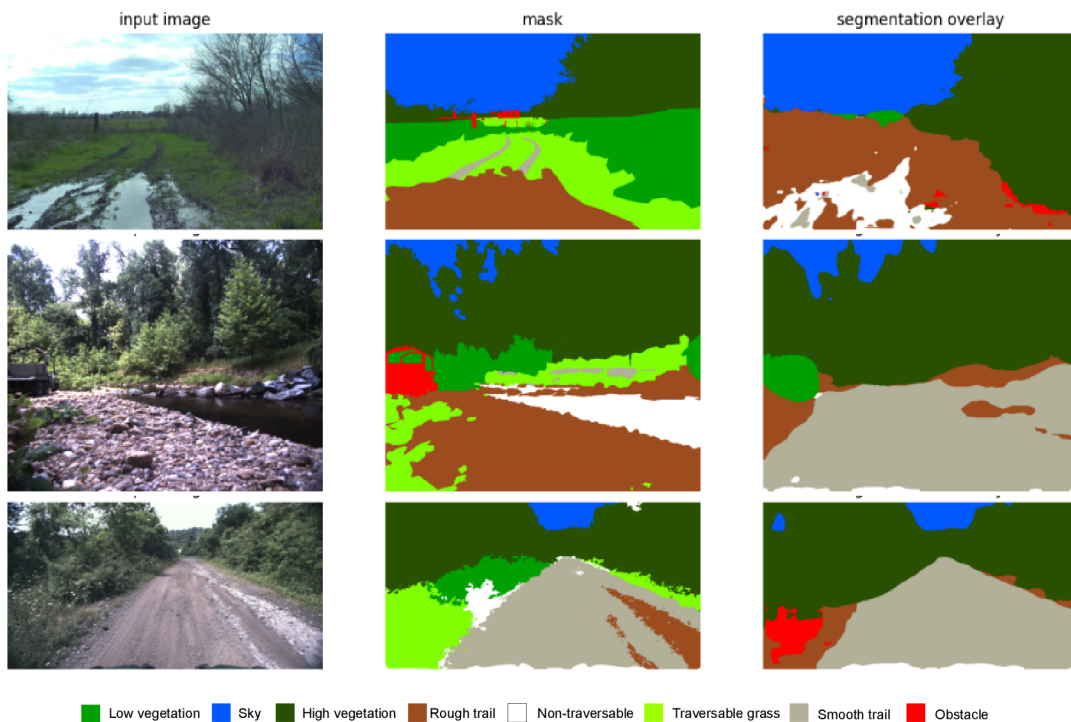 input image
mask
segmentation overlay
Low vegetation
Sky
High vegetation
Rough trail
Non-traversable
Traversable grass
Smooth trail
Obstacle